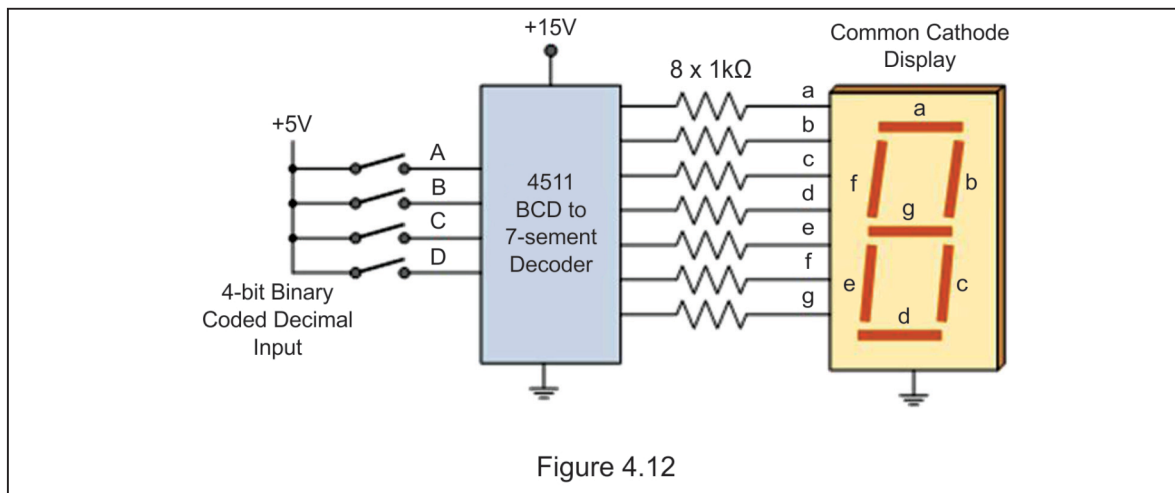 +15V
Common Cathode
Display
8 x 1kΩ
+5V
A
B
C
D
4511
BCD to
7-sement
Decoder
4-bit Binary
Coded Decimal
Input
a
b
c
d
e
f
g
a
f
b
g
e
c
d
Figure 4.12